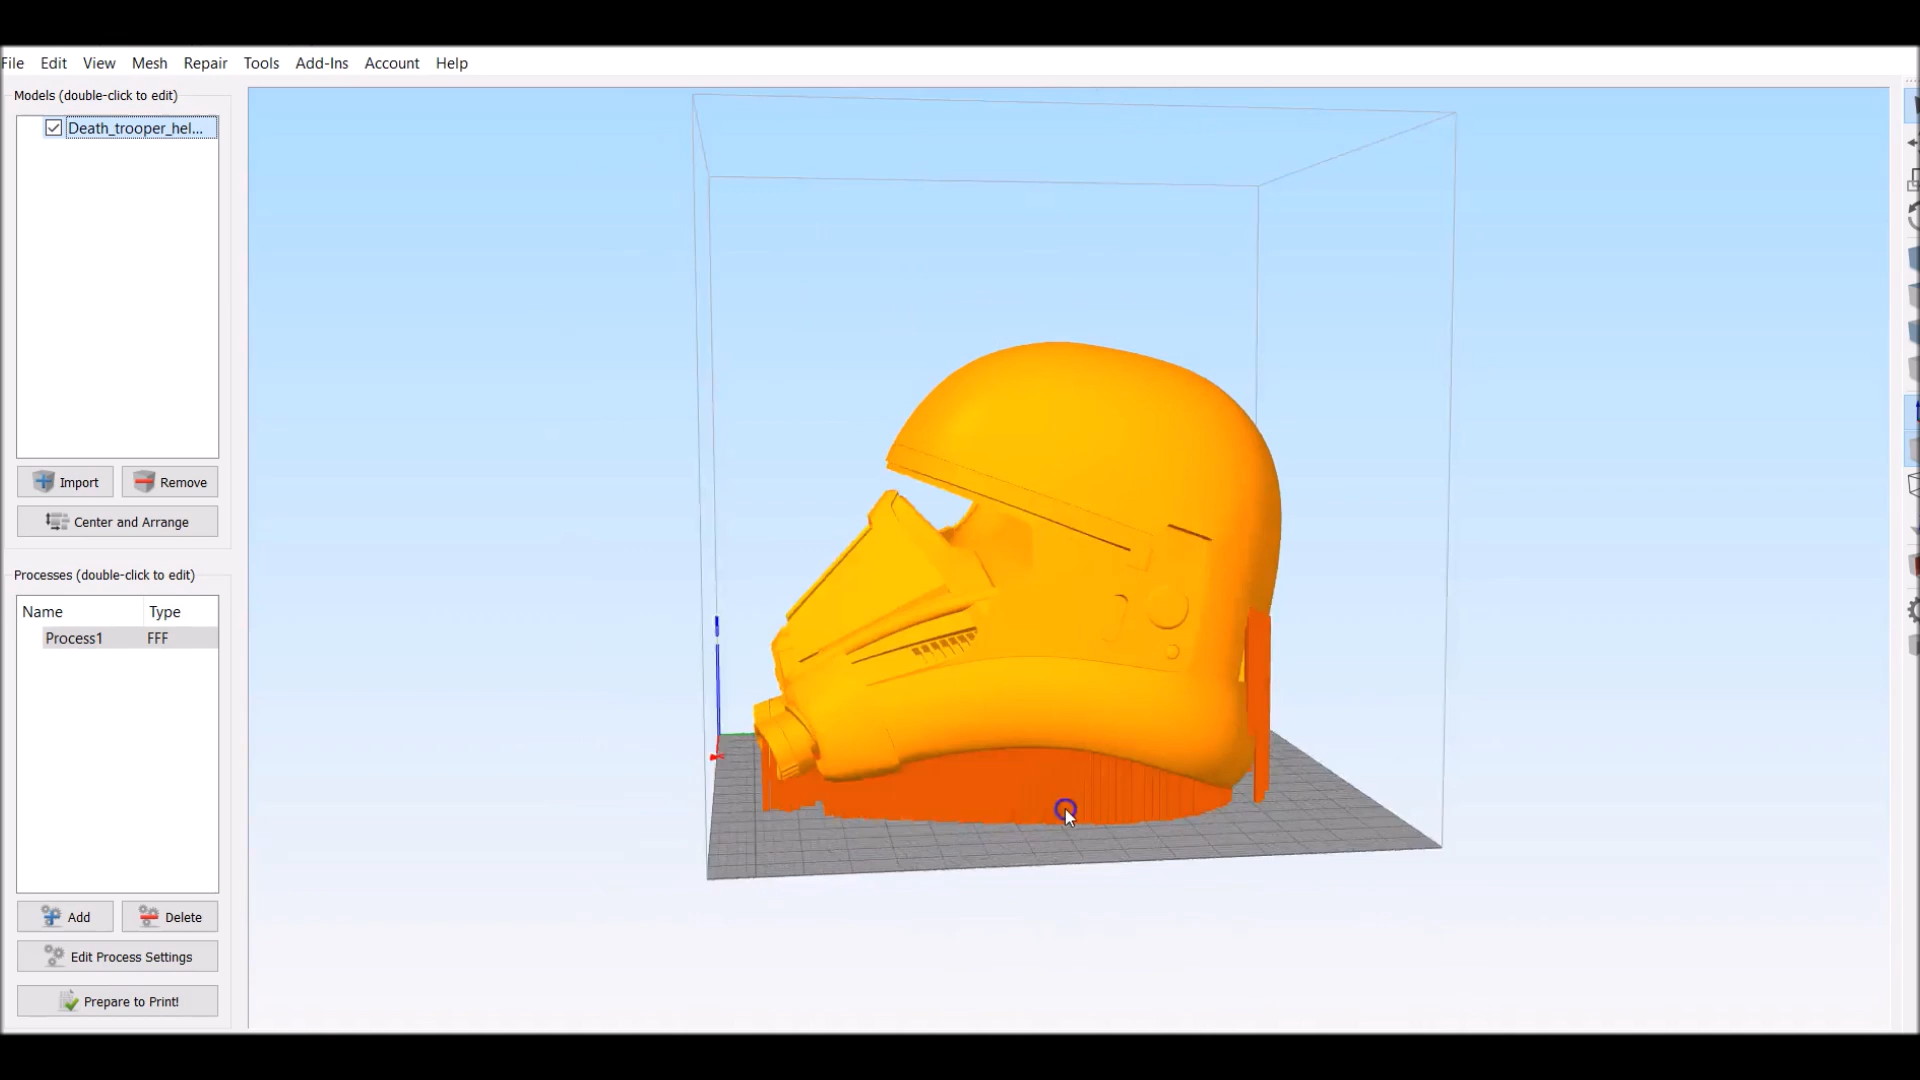 File Edit View Mesh Repair Tools Add-Ins Account Help
Models (double-click to edit)
Death_trooper_hel...
Import Remove
Center and Arrange
Processes (double-click to edit)
Name Type
Process1 FFF
Add Delete
Edit Process Settings
Prepare to Print!